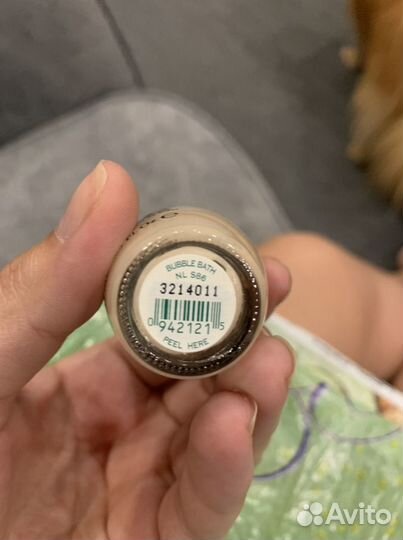 BUBBLE BATH
NL S86
3214011
0 942121 5
PEEL HERE
Avito